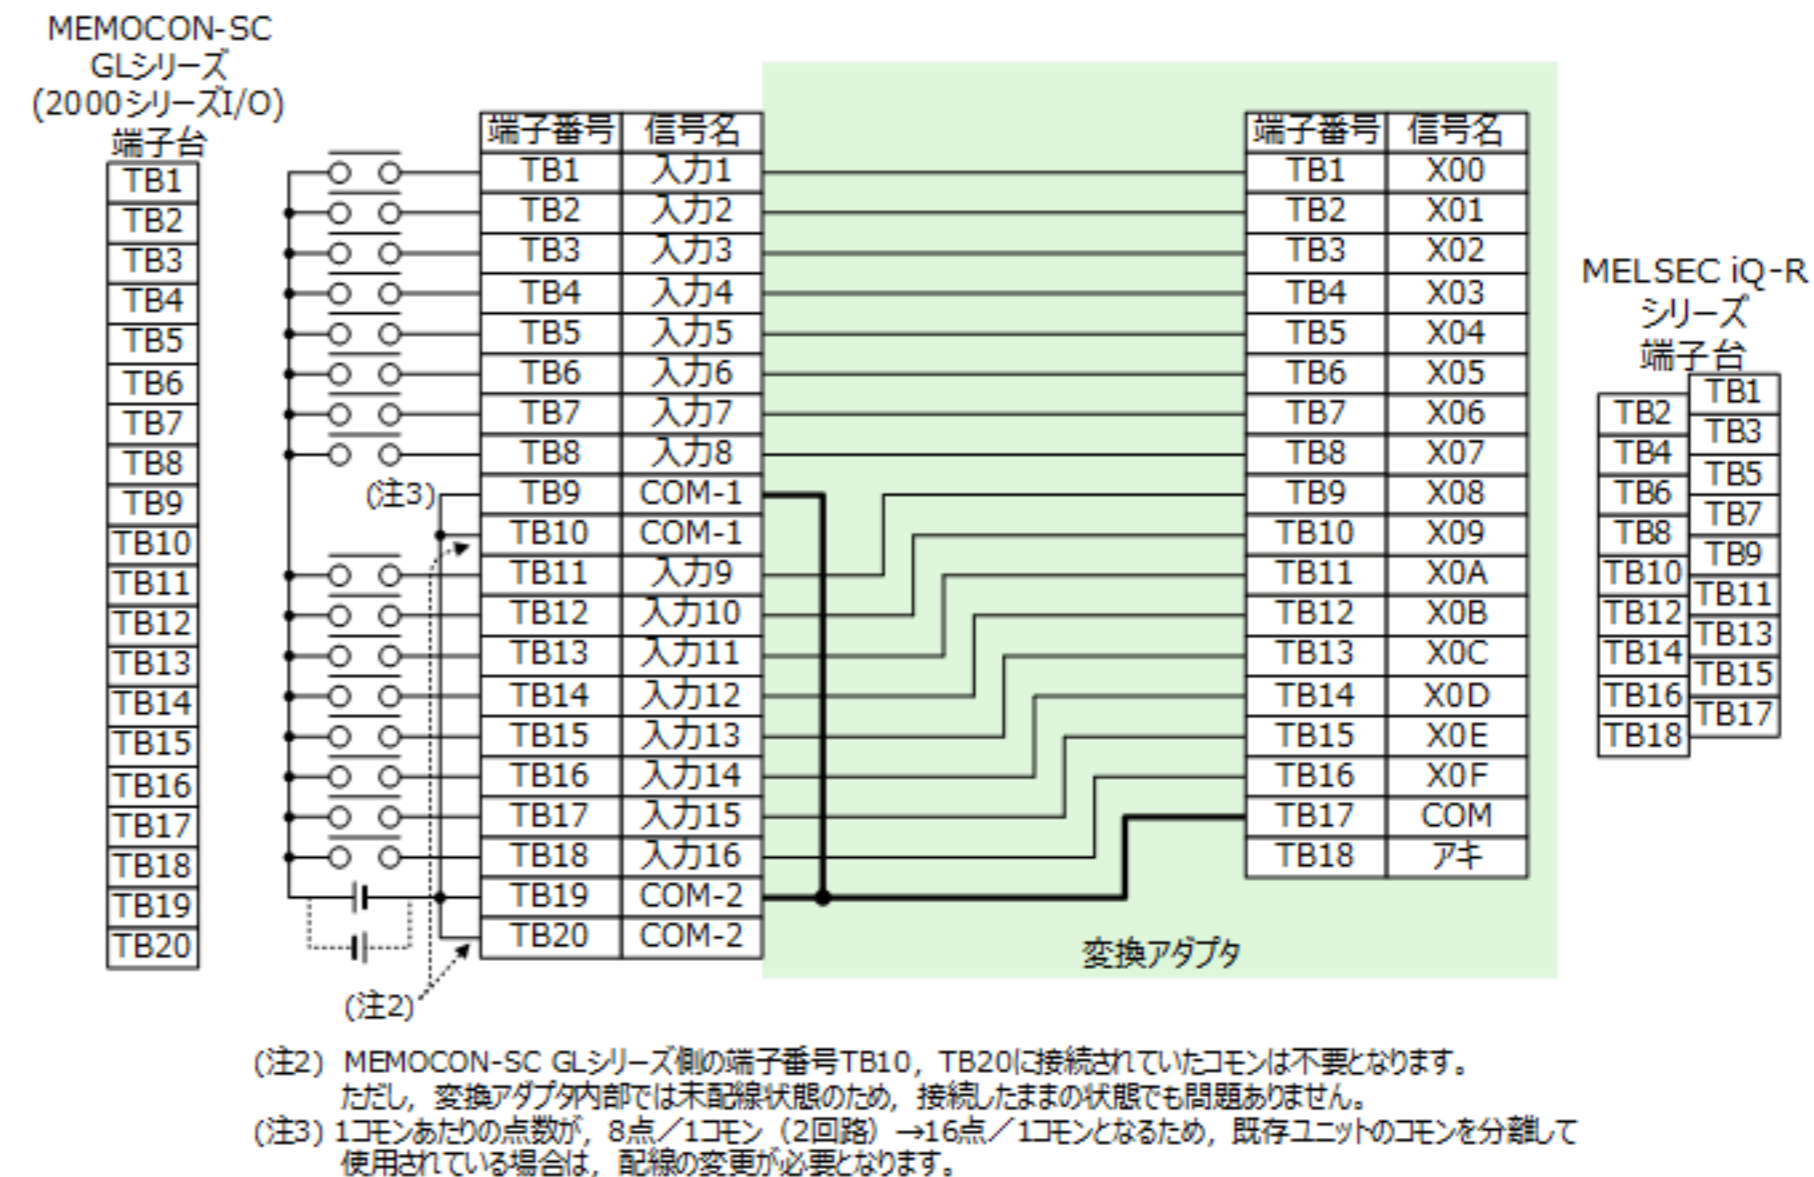 MEMOCON-SC
GLシリーズ
(2000シリーズI/O)
端子台
TB1
TB2
TB3
TB4
TB5
TB6
TB7
TB8
TB9
TB10
TB11
TB12
TB13
TB14
TB15
TB16
TB17
TB18
TB19
TB20
端子番号 信号名
TB1 入力1
TB2 入力2
TB3 入力3
TB4 入力4
TB5 入力5
TB6 入力6
TB7 入力7
TB8 入力8
(注3)
TB9 COM-1
TB10 COM-1
TB11 入力9
TB12 入力10
TB13 入力11
TB14 入力12
TB15 入力13
TB16 入力14
TB17 入力15
TB18 入力16
TB19 COM-2
TB20 COM-2
(注2)
変換アダプタ
端子番号 信号名
TB1 X00
TB2 X01
TB3 X02
TB4 X03
TB5 X04
TB6 X05
TB7 X06
TB8 X07
TB9 X08
TB10 X09
TB11 X0A
TB12 X0B
TB13 X0C
TB14 X0D
TB15 X0E
TB16 X0F
TB17 COM
TB18 アキ
MELSEC iQ-R
シリーズ
端子台
TB1
TB2
TB3
TB4
TB5
TB6
TB7
TB8
TB9
TB10
TB11
TB12
TB13
TB14
TB15
TB16
TB17
TB18
(注2) MEMOCON-SC GLシリーズ側の端子番号TB10，TB20に接続されていたコモンは不要となります。
ただし，変換アダプタ内部では未配線状態のため，接続したままの状態でも問題ありません。
(注3) 1コモンあたりの点数が，8点／1コモン（2回路）→16点／1コモンとなるため，既存ユニットのコモンを分離して
使用されている場合は，配線の変更が必要となります。